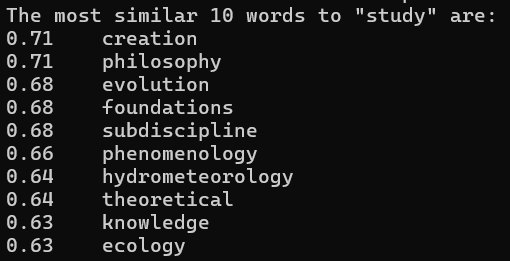 The most similar 10 words to "study" are:
0.71    creation
0.71    philosophy
0.68    evolution
0.68    foundations
0.68    subdiscipline
0.66    phenomenology
0.64    hydrometeorology
0.64    theoretical
0.63    knowledge
0.63    ecology